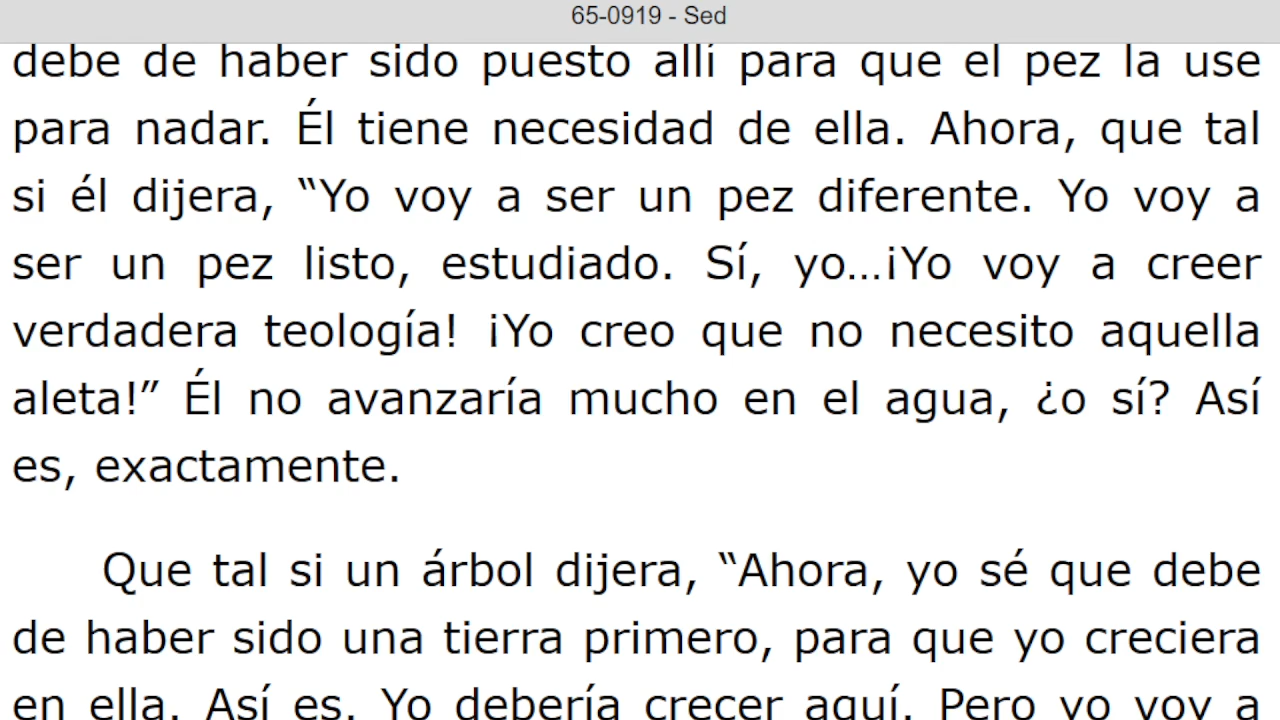 65-0919 - Sed
debe de haber sido puesto allí para que el pez la use
para nadar. Él tiene necesidad de ella. Ahora, que tal
si él dijera, “Yo voy a ser un pez diferente. Yo voy a
ser un pez listo, estudiado. Sí, yo…¡Yo voy a creer
verdadera teología! ¡Yo creo que no necesito aquella
aleta!” Él no avanzaría mucho en el agua, ¿o sí? Así
es, exactamente.
Que tal si un árbol dijera, “Ahora, yo sé que debe
de haber sido una tierra primero, para que yo creciera
en ella. Así es. Yo debería crecer aquí. Pero yo voy a